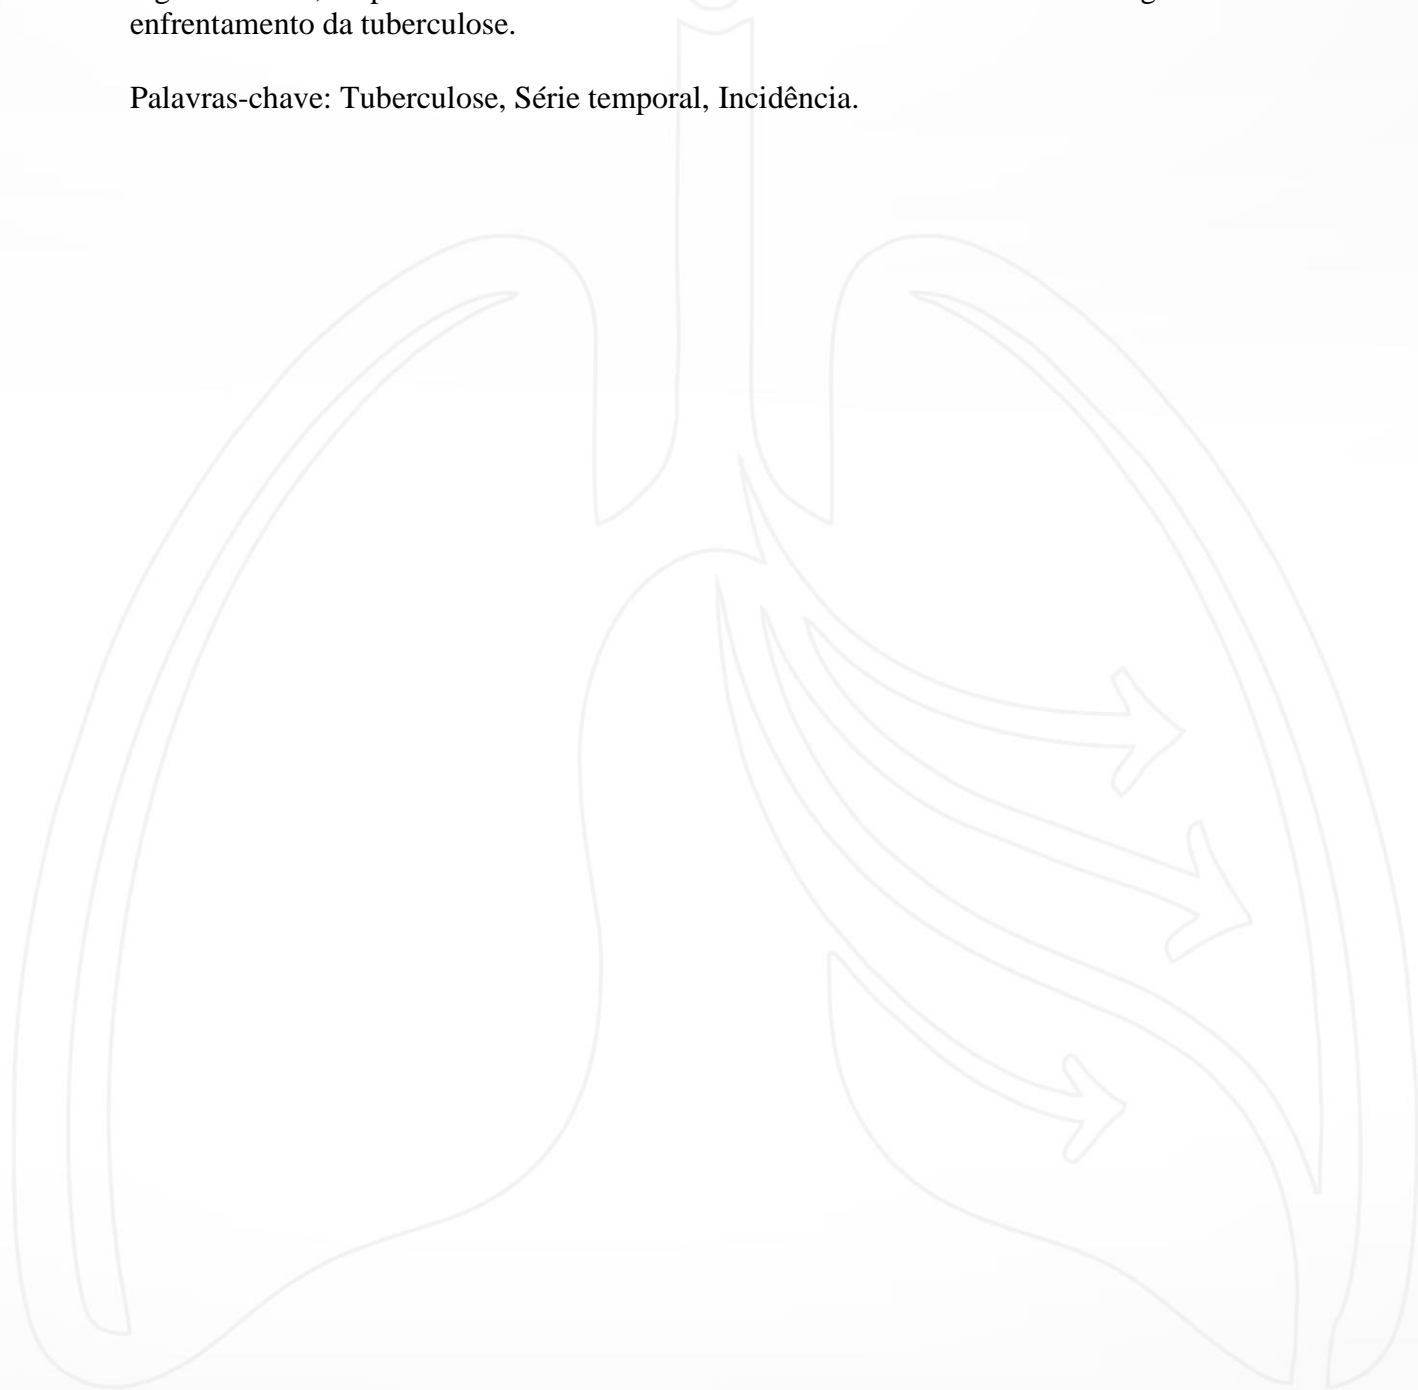 enfrentamento da tuberculose.
Palavras-chave: Tuberculose, Série temporal, Incidência.